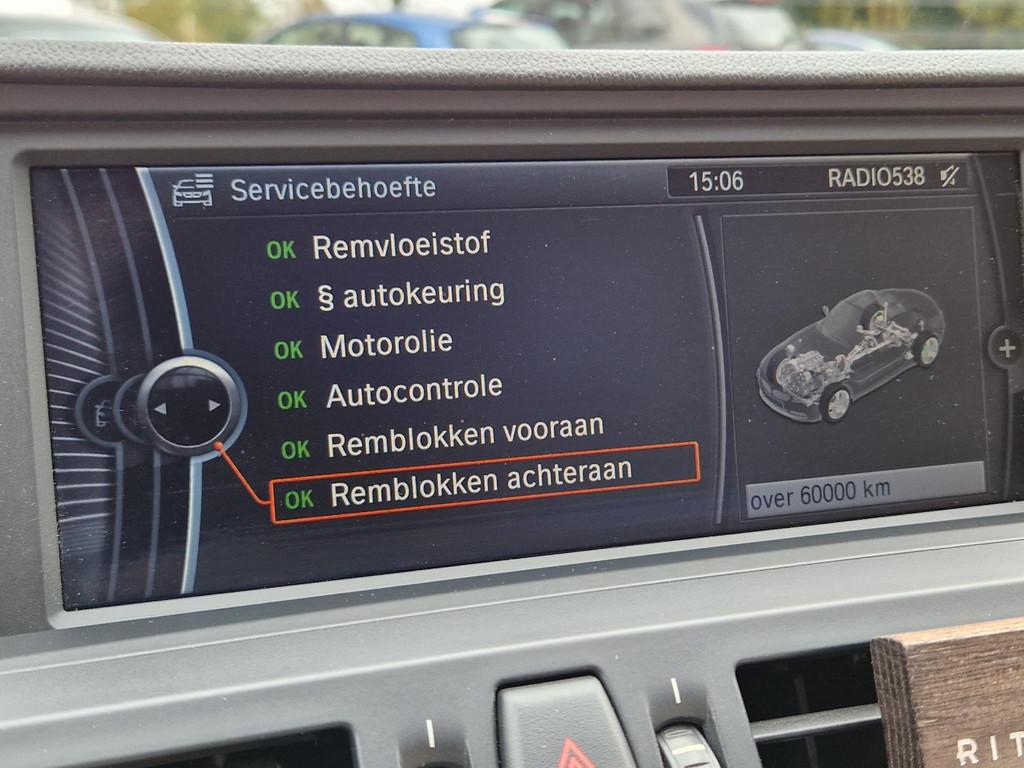 Servicebehoefte
15:06 RADIO538
OK Remvloeistof
OK § autokeuring
OK Motorolie
OK Autocontrole
OK Remblokken vooraan
OK Remblokken achteraan
over 60000 km